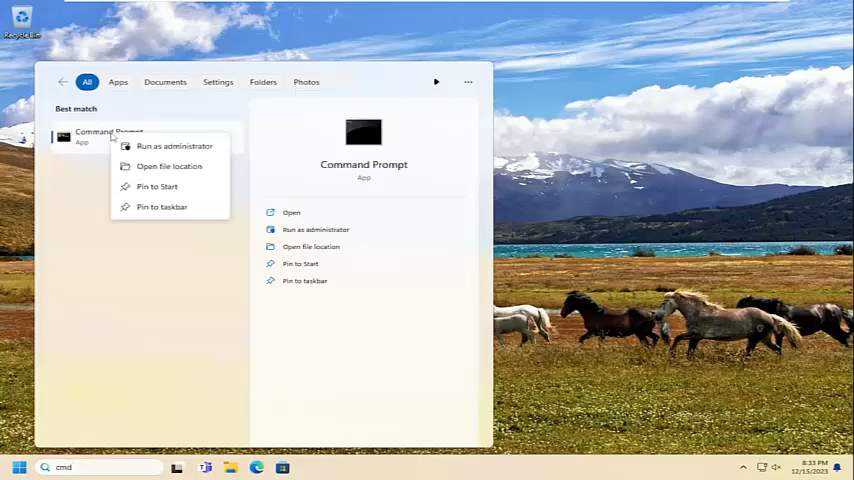 Recycle Bin
All
Apps
Documents
Settings
Folders
Photos
Best match
Command Prompt
App
Run as administrator
Open file location
Pin to Start
Pin to taskbar
Command Prompt
App
Open
Run as administrator
Open file location
Pin to Start
Pin to taskbar
cmd
8:33 PM
12/15/2023